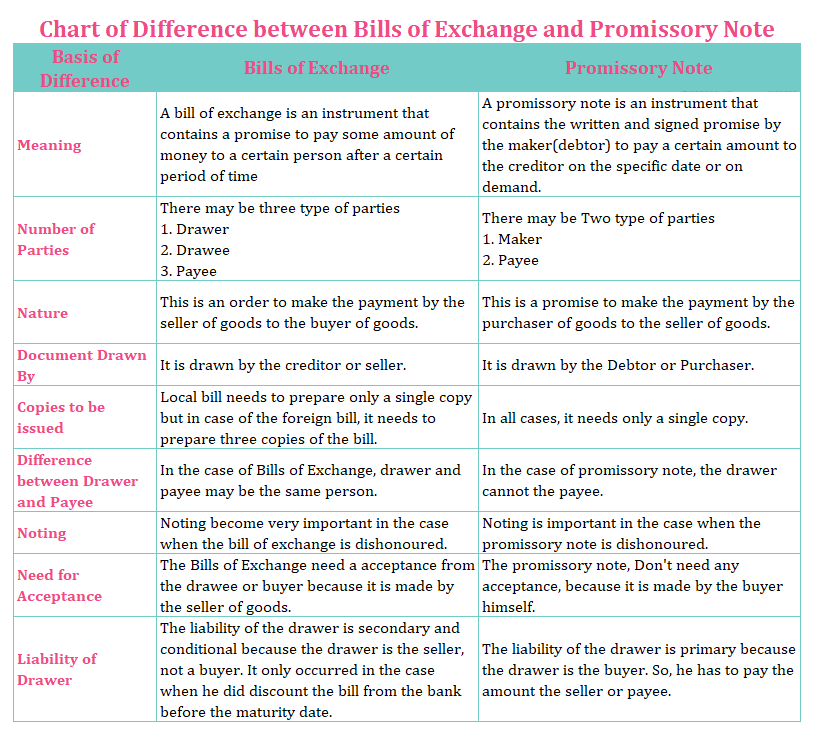 Chart of Difference between Bills of Exchange and Promissory Note
Basis of
Difference
Bills of Exchange
Promissory Note
Meaning
A bill of exchange is an instrument that
contains a promise to pay some amount of
money to a certain person after a certain
period of time
A promissory note is an instrument that
contains the written and signed promise by
the maker(debtor) to pay a certain amount to
the creditor on the specific date or on
demand.
Number of
Parties
There may be three type of parties
1. Drawer
2. Drawee
3. Payee
There may be Two type of parties
1. Maker
2. Payee
Nature
This is an order to make the payment by the
seller of goods to the buyer of goods.
This is a promise to make the payment by the
purchaser of goods to the seller of goods.
Document Drawn
By
It is drawn by the creditor or seller.
It is drawn by the Debtor or Purchaser.
Copies to be
issued
Local bill needs to prepare only a single copy
but in case of the foreign bill, it needs to
prepare three copies of the bill.
In all cases, it needs only a single copy.
Difference
between Drawer
and Payee
In the case of Bills of Exchange, drawer and
payee may be the same person.
In the case of promissory note, the drawer
cannot the payee.
Noting
Noting become very important in the case
when the bill of exchange is dishonoured.
Noting is important in the case when the
promissory note is dishonoured.
Need for
Acceptance
The Bills of Exchange need a acceptance from
the drawee or buyer because it is made by
the seller of goods.
The promissory note, Don't need any
acceptance, because it is made by the buyer
himself.
Liability of
Drawer
The liability of the drawer is secondary and
conditional because the drawer is the seller,
not a buyer. It only occurred in the case
when he did discount the bill from the bank
before the maturity date.
The liability of the drawer is primary because
the drawer is the buyer. So, he has to pay the
amount the seller or payee.